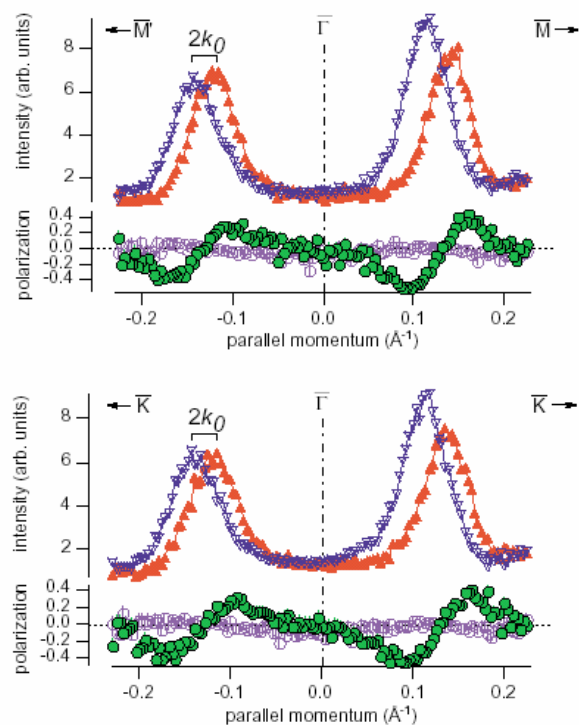 M̅' Γ̅ M̅
2k0
intensity (arb. units)
8
6
4
2
polarization
0.4
0.2
0.0
-0.2
-0.4
-0.2 -0.1 0.0 0.1 0.2
parallel momentum (Å-1)
K̅ Γ̅ K̅
2k0
intensity (arb. units)
8
6
4
2
polarization
0.4
0.2
0.0
-0.2
-0.4
-0.2 -0.1 0.0 0.1 0.2
parallel momentum (Å-1)